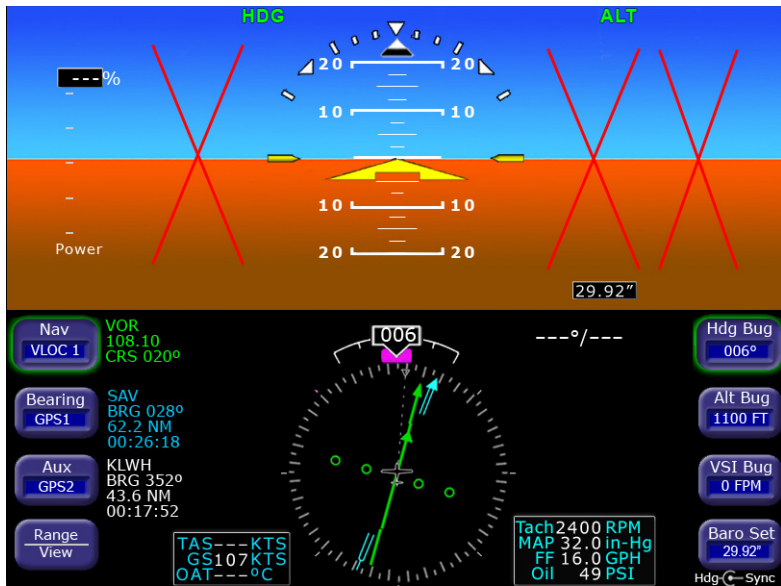 HDG ALT
20 20
---%
10 10
10 10
Power
20 20
29.92”
Nav
VLOC 1
VOR
108.10
CRS 020º
006
---°/---
Hdg Bug
006°
Bearing
GPS1
SAV
BRG 028º
62.2 NM
00:26:18
Alt Bug
1100 FT
Aux
GPS2
KLWH
BRG 352º
43.6 NM
00:17:52
VSI Bug
0 FPM
Range
View
TAS---KTS
GS107KTS
OAT---ºC
Tach2400 RPM
MAP 32.0 in-Hg
FF 16.0 GPH
Oil 49 PSI
Baro Set
29.92”
Hdg Sync